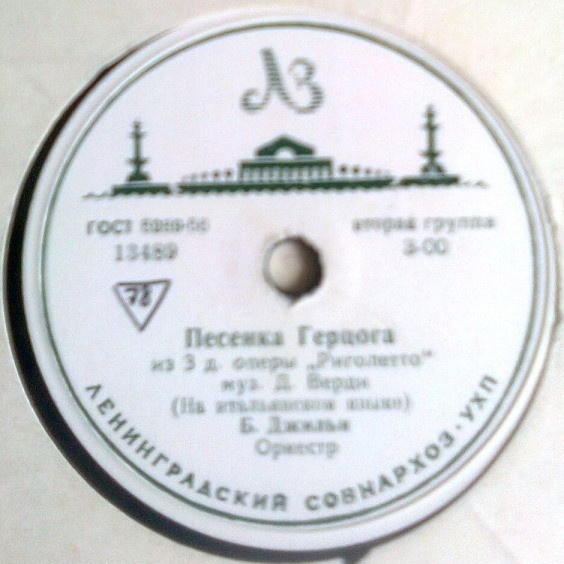 ЛЗ
ГОСТ 5289-56
вторая группа
13489
3-00
78
Песенка Герцога
из 3 д. оперы „Риголетто"
муз. Д. Верди
(На итальянском языке)
Б. Джильи
Оркестр
ЛЕНИНГРАДСКИЙ СОВНАРХОЗ·УХП